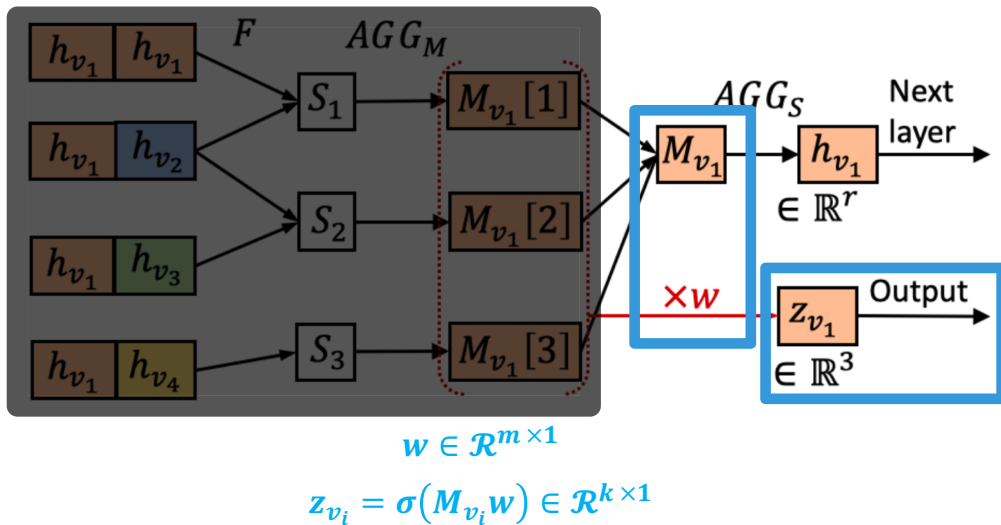 F AGG_M
h_{v_1} h_{v_1}
S_1 M_{v_1}[1] AGG_S Next
layer
h_{v_1} h_{v_2} M_{v_1} h_{v_1}
∈ ℝ^r
S_2 M_{v_1}[2]
h_{v_1} h_{v_3}
×w z_{v_1} Output
S_3 M_{v_1}[3]
h_{v_1} h_{v_4} ∈ ℝ^3
w ∈ 𝓡^{m×1}
z_{v_i} = σ(M_{v_i}w) ∈ 𝓡^{k×1}